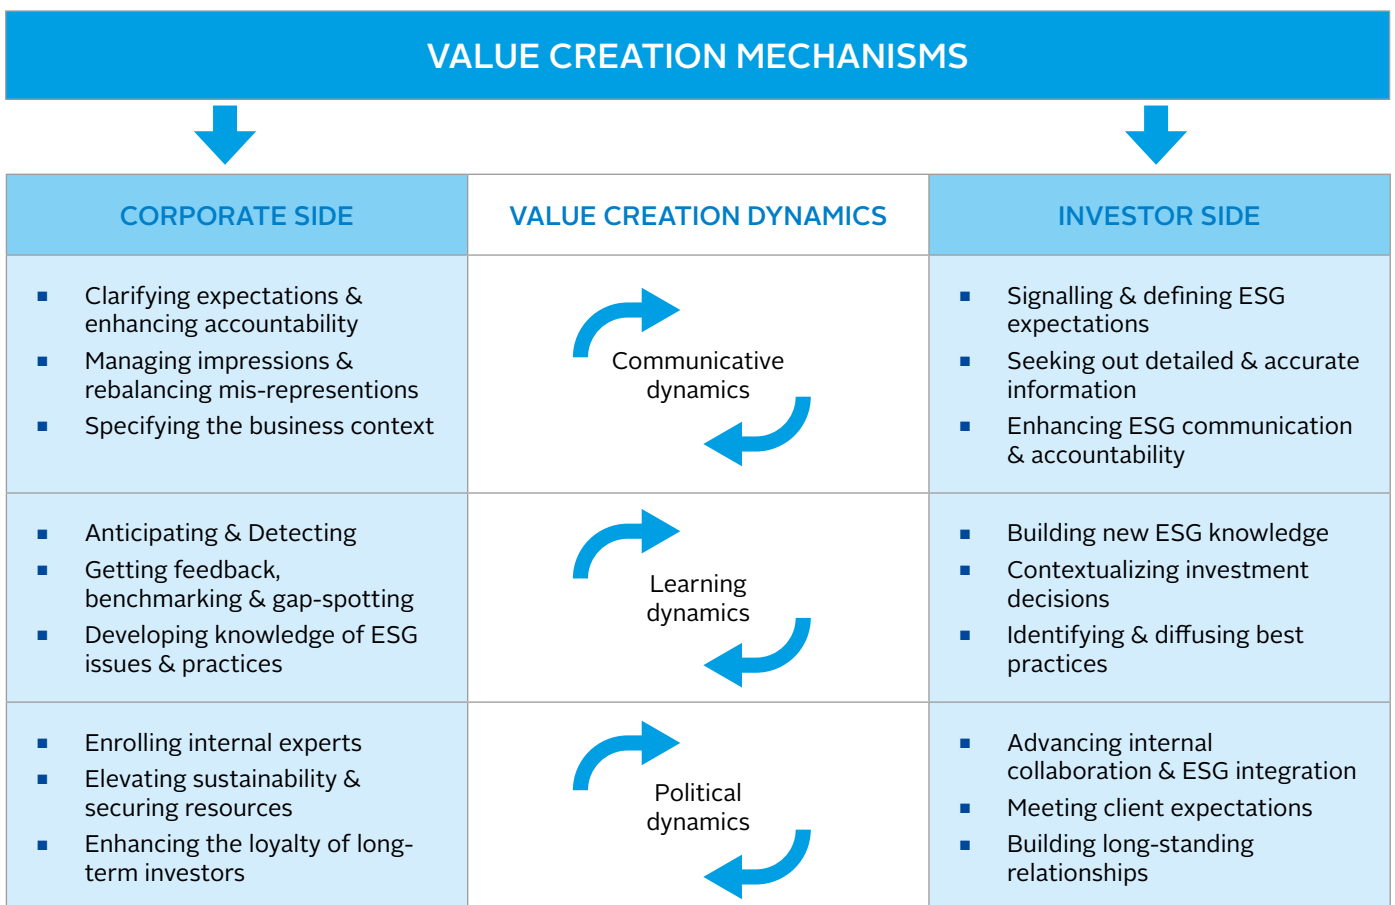 VALUE CREATION MECHANISMS
CORPORATE SIDE
VALUE CREATION DYNAMICS
INVESTOR SIDE
■ Clarifying expectations &
enhancing accountability
■ Managing impressions &
rebalancing mis-represention​s
■ Specifying the business context
Communicative
dynamics
■ Signalling & defining ESG
expectations
■ Seeking out detailed & accurate
information
■ Enhancing ESG communication
& accountability
■ Anticipating & Detecting
■ Getting feedback,
benchmarking & gap-spotting
■ Developing knowledge of ESG
issues & practices
Learning
dynamics
■ Building new ESG knowledge
■ Contextualizing investment
decisions
■ Identifying & diffusing best
practices
■ Enrolling internal experts
■ Elevating sustainability &
securing resources
■ Enhancing the loyalty of long-
term investors
Political
dynamics
■ Advancing internal
collaboration & ESG integration
■ Meeting client expectations
■ Building long-standing
relationships